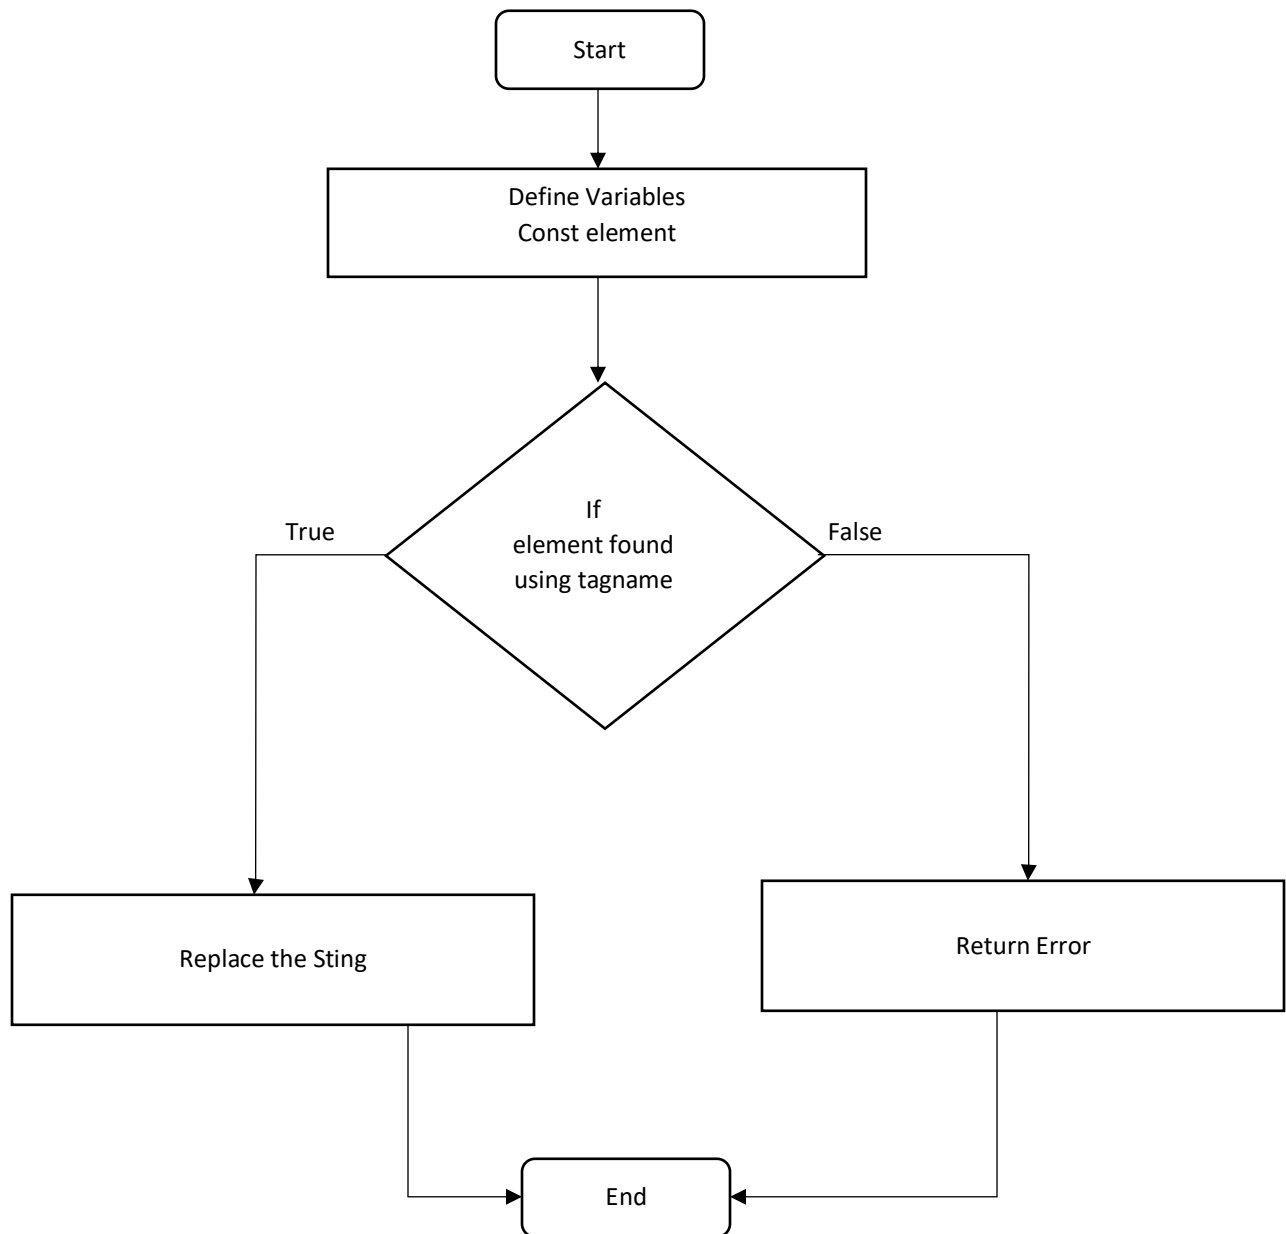 Start
Define Variables
Const element
If
element found
using tagname
True
False
Replace the Sting
Return Error
End